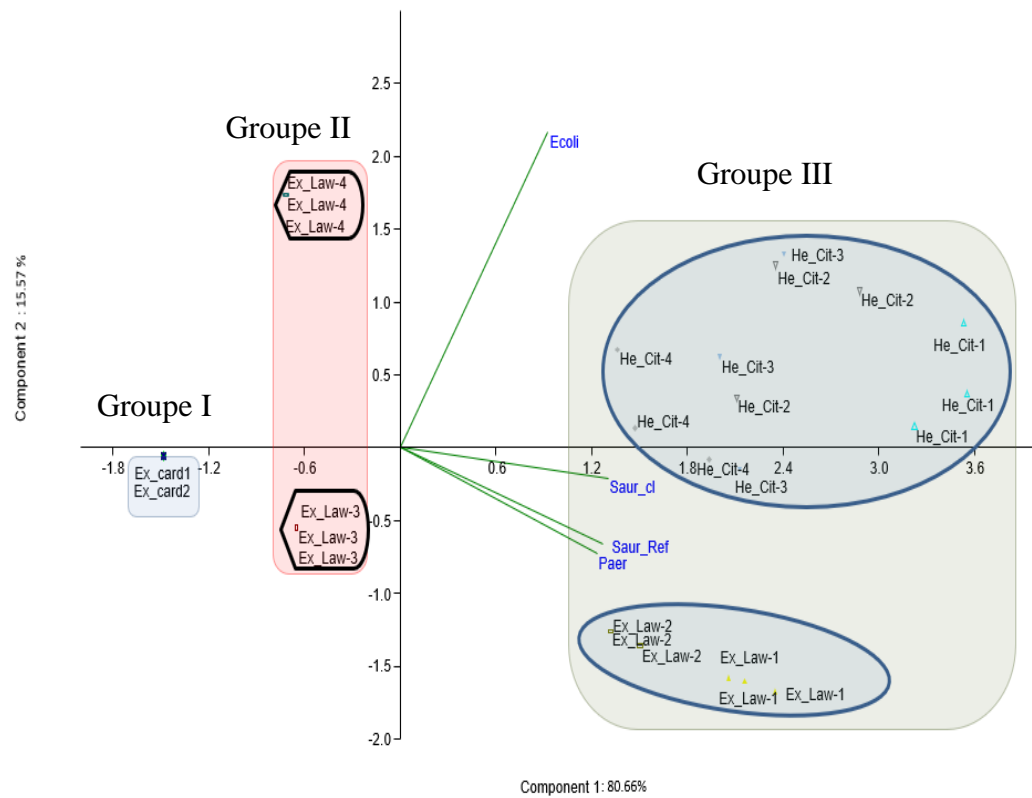 2.5
Groupe II
Ecoli
2.0
Groupe III
Ex_Law-4
Ex_Law-4
Ex_Law-4
1.5
He_Cit-3
He_Cit-2
He_Cit-2
1.0
He_Cit-1
Component 2 : 15.57 %
He_Cit-4
He_Cit-3
0.5
Groupe I
He_Cit-2
He_Cit-1
He_Cit-4
He_Cit-1
-1.8 -1.2 -0.6 0.6 1.2 1.8 2.4 3.0 3.6
Ex_card1
Ex_card2
He_Cit-4
He_Cit-3
Saur_cl
-0.5
Ex_Law-3
Ex_Law-3
Ex_Law-3
Saur_Ref
Paer
-1.0
Ex_Law-2
Ex_Law-2
Ex_Law-2
Ex_Law-1
-1.5
Ex_Law-1
Ex_Law-1
-2.0
Component 1: 80.66%